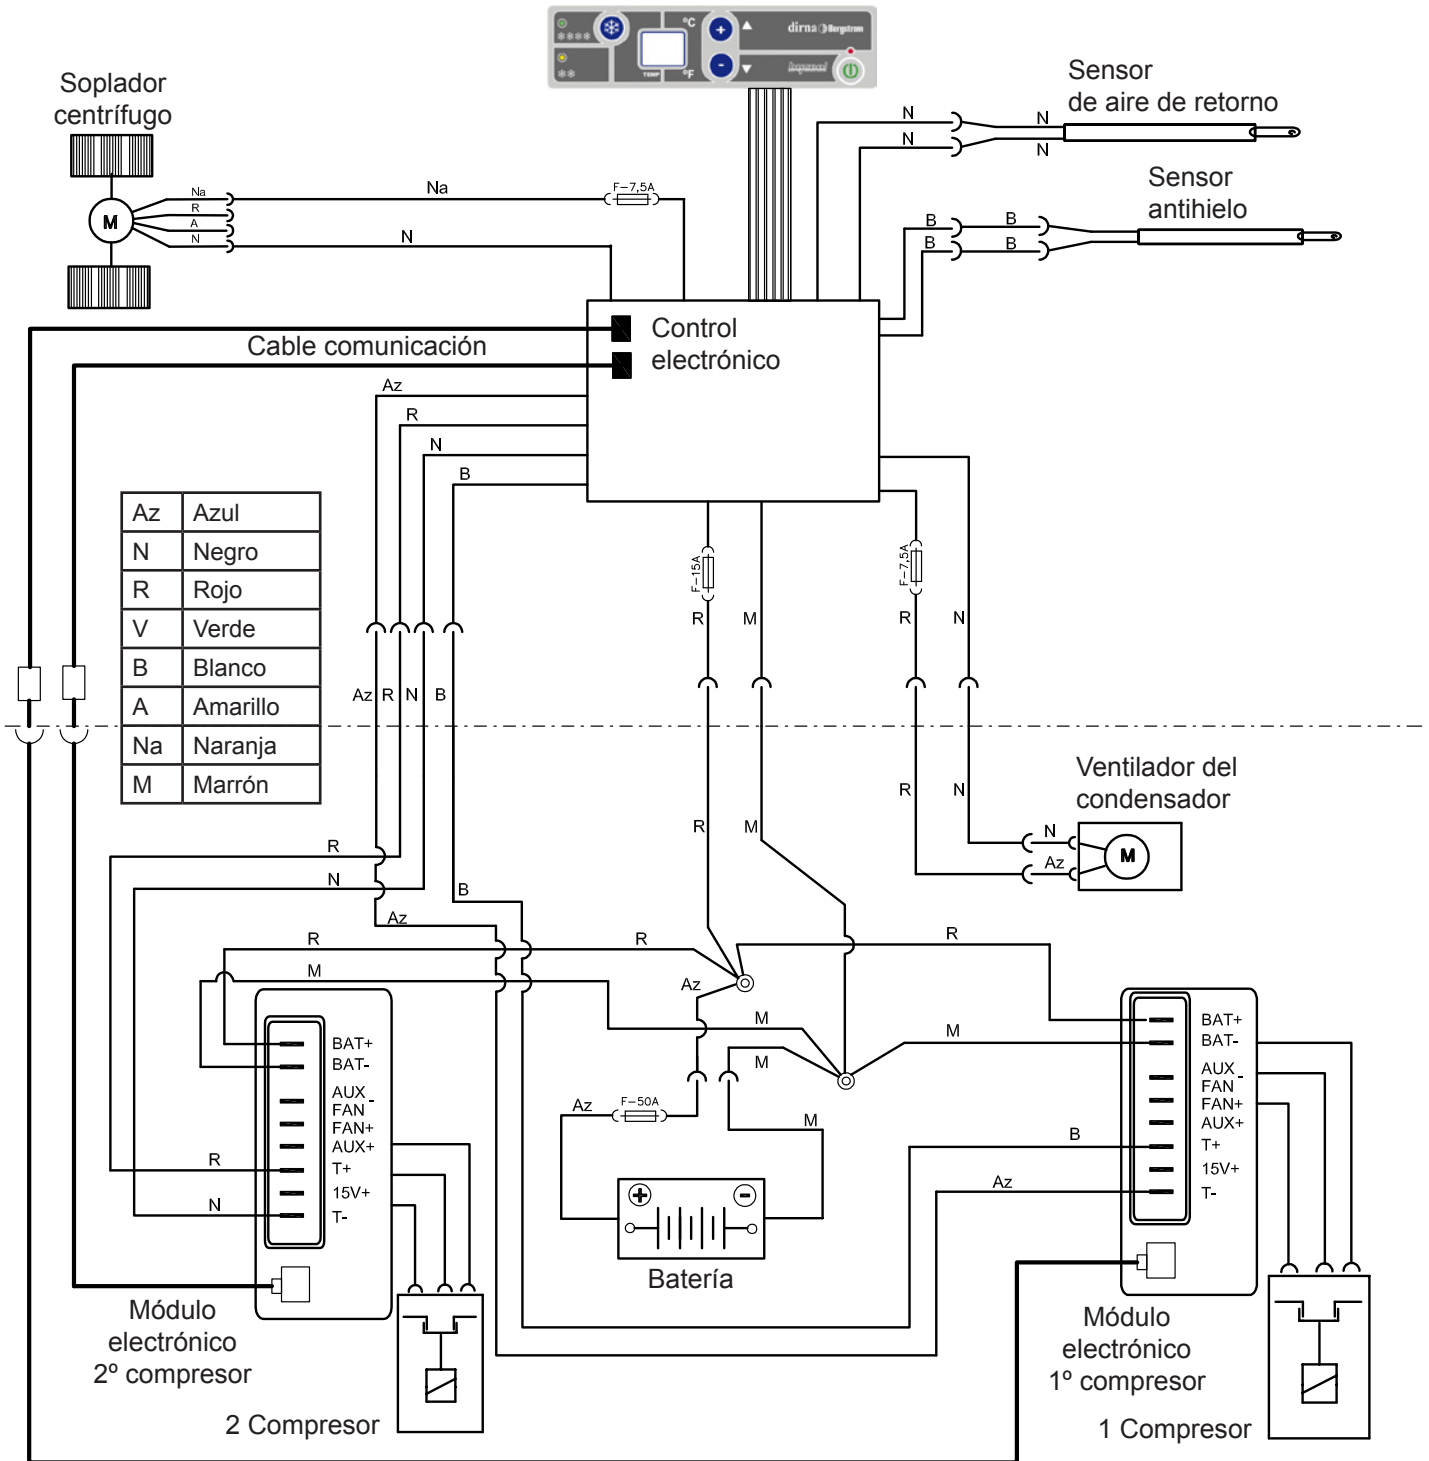 °C
°F
TEMP
dirna Bergstrom
Soplador
centrífugo
Sensor
de aire de retorno
Sensor
antihielo
N
N
N
N
B
B
B
B
Na
R
A
N
M
Na
N
F-7,5A
Control
electrónico
Cable comunicación
Az
R
N
B
Az Azul
N Negro
R Rojo
V Verde
B Blanco
A Amarillo
Na Naranja
M Marrón
F-15A
F-7,5A
R
M
R
N
Az
R
N
B
R
N
R
M
Ventilador del
condensador
N
Az
M
R
N
B
Az
R
R
R
M
Az
M
M
M
BAT+
BAT-
AUX
FAN -
FAN+
AUX+
T+
15V+
T-
R
N
Az
F-50A
M
+
-
Batería
B
Az
BAT+
BAT-
AUX
FAN -
FAN+
AUX+
T+
15V+
T-
Módulo
electrónico
2º compresor
2 Compresor
Módulo
electrónico
1º compresor
1 Compresor